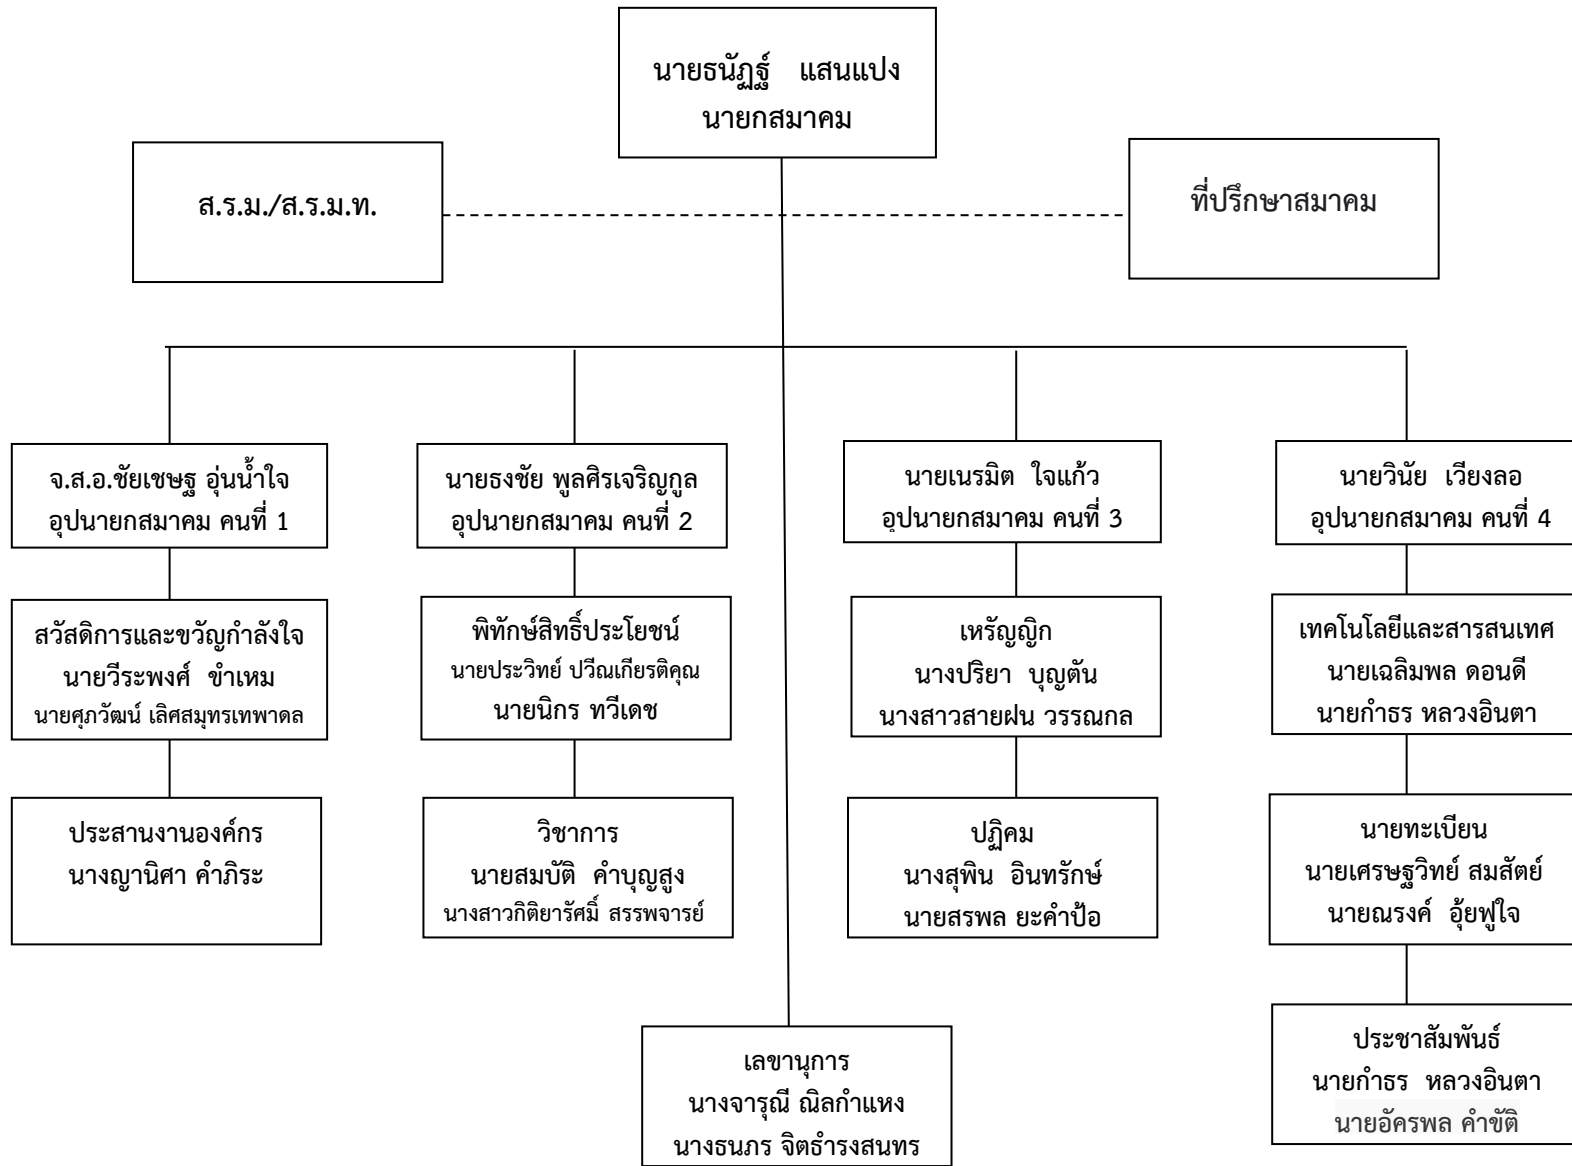 นายธนัฏฐ์ แสนแปง
นายกสมาคม
ส.ร.ม./ส.ร.ม.ท.
ที่ปรึกษาสมาคม
จ.ส.อ.ชัยเชษฐ อุ่นน้ำใจ
อุปนายกสมาคม คนที่ 1
นายธงชัย พูลศิรเจริญกูล
อุปนายกสมาคม คนที่ 2
นายเนรมิต ใจแก้ว
อุปนายกสมาคม คนที่ 3
นายวินัย เวียงลอ
อุปนายกสมาคม คนที่ 4
สวัสดิการและขวัญกำลังใจ
นายวีระพงศ์ ขำเหม
นายศุภวัฒน์ เลิศสมุทรเทพาดล
พิทักษ์สิทธิ์ประโยชน์
นายประวิทย์ ปวีณเกียรติคุณ
นายนิกร ทวีเดช
เหรัญญิก
นางปริยา บุญตัน
นางสาวสายฝน วรรณกล
เทคโนโลยีและสารสนเทศ
นายเฉลิมพล ดอนดี
นายกำธร หลวงอินตา
ประสานงานองค์กร
นางญานิศา คำภิระ
วิชาการ
นายสมบัติ คำบุญสูง
นางสาวกิติยารัศมิ์ สรรพจารย์
ปฏิคม
นางสุพิน อินทรักษ์
นายสรพล ยะคำป้อ
นายทะเบียน
นายเศรษฐวิทย์ สมสัตย์
นายณรงค์ อุ้ยฟูใจ
เลขานุการ
นางจารุณี ณิลกำแหง
นางธนภร จิตธำรงสนทร
ประชาสัมพันธ์
นายกำธร หลวงอินตา
นายอัครพล คำขัติ